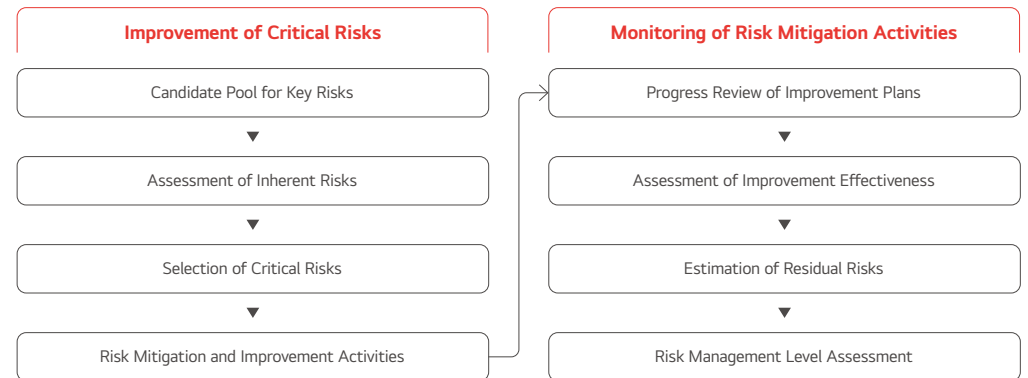 Improvement of Critical Risks
Candidate Pool for Key Risks
Assessment of Inherent Risks
Selection of Critical Risks
Risk Mitigation and Improvement Activities
Monitoring of Risk Mitigation Activities
Progress Review of Improvement Plans
Assessment of Improvement Effectiveness
Estimation of Residual Risks
Risk Management Level Assessment